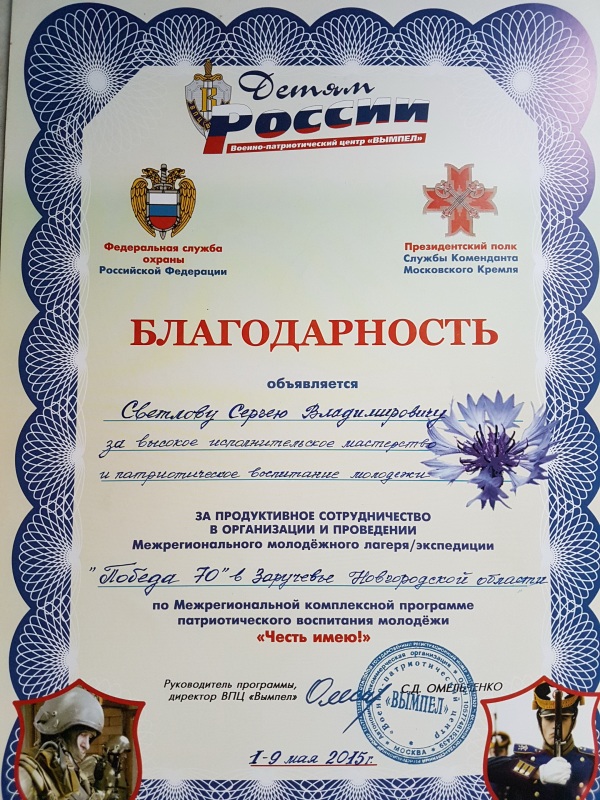 Детям
России
Военно-патриотический центр «ВЫМПЕЛ»
Федеральная служба
охраны
Российской Федерации
Президентский полк
Службы Коменданта
Московского Кремля
БЛАГОДАРНОСТЬ
объявляется
Светлову Сергею Владимировичу
за высокое исполнительское мастерство
и патриотическое воспитание молодежи
ЗА ПРОДУКТИВНОЕ СОТРУДНИЧЕСТВО
В ОРГАНИЗАЦИИ И ПРОВЕДЕНИИ
Межрегионального молодёжного лагеря/экспедиции
"Победа 70" в Заручевье Новгородской области
по Межрегиональной комплексной программе
патриотического воспитания молодёжи
«Честь имею!»
Руководитель программы,
директор ВПЦ «Вымпел»
С.Д. ОМЕЛЬЧЕНКО
Военно-патриотический центр
«ВЫМПЕЛ»
МОСКВА
1-9 мая 2015г.